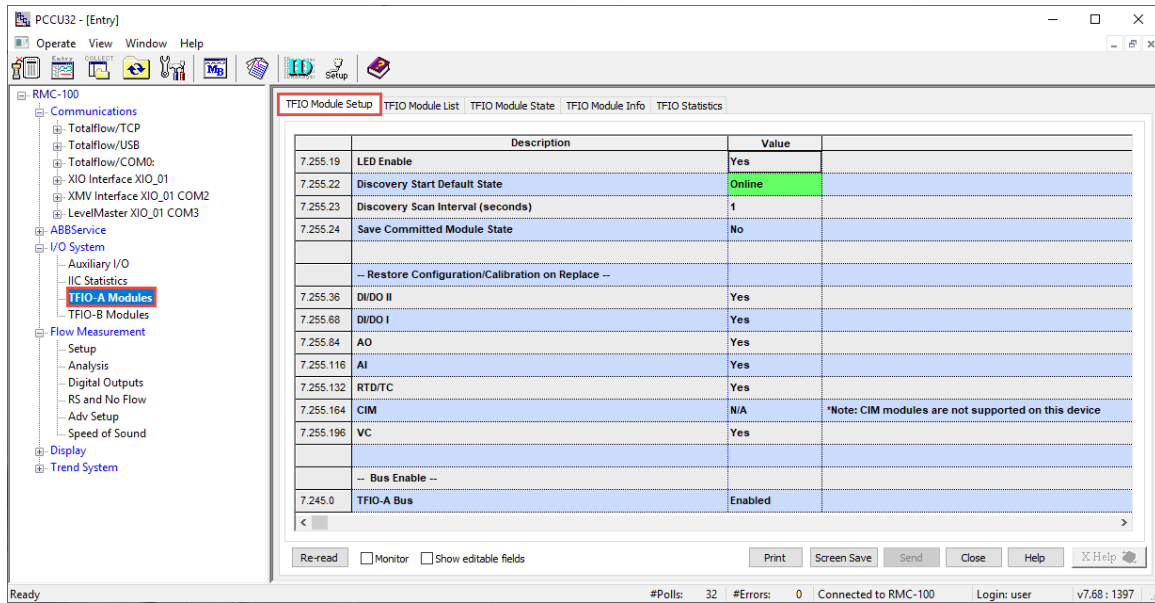 PCCU32 - [Entry]
Operate View Window Help
Entry COLLECT MB ID Manager Setup
RMC-100
Communications
Totalflow/TCP
Totalflow/USB
Totalflow/COM0:
XIO Interface XIO_01
XMV Interface XIO_01 COM2
LevelMaster XIO_01 COM3
ABBService
I/O System
Auxiliary I/O
IIC Statistics
TFIO-A Modules
TFIO-B Modules
Flow Measurement
Setup
Analysis
Digital Outputs
RS and No Flow
Adv Setup
Speed of Sound
Display
Trend System
TFIO Module Setup TFIO Module List TFIO Module State TFIO Module Info TFIO Statistics
Description Value
7.255.19 LED Enable Yes
7.255.22 Discovery Start Default State Online
7.255.23 Discovery Scan Interval (seconds) 1
7.255.24 Save Committed Module State No
-- Restore Configuration/Calibration on Replace --
7.255.36 DI/DO II Yes
7.255.68 DI/DO I Yes
7.255.84 AO Yes
7.255.116 AI Yes
7.255.132 RTD/TC Yes
7.255.164 CIM N/A *Note: CIM modules are not supported on this device
7.255.196 VC Yes
-- Bus Enable --
7.245.0 TFIO-A Bus Enabled
Re-read Monitor Show editable fields Print Screen Save Send Close Help X Help
Ready #Polls: 32 #Errors: 0 Connected to RMC-100 Login: user v7.68 : 1397